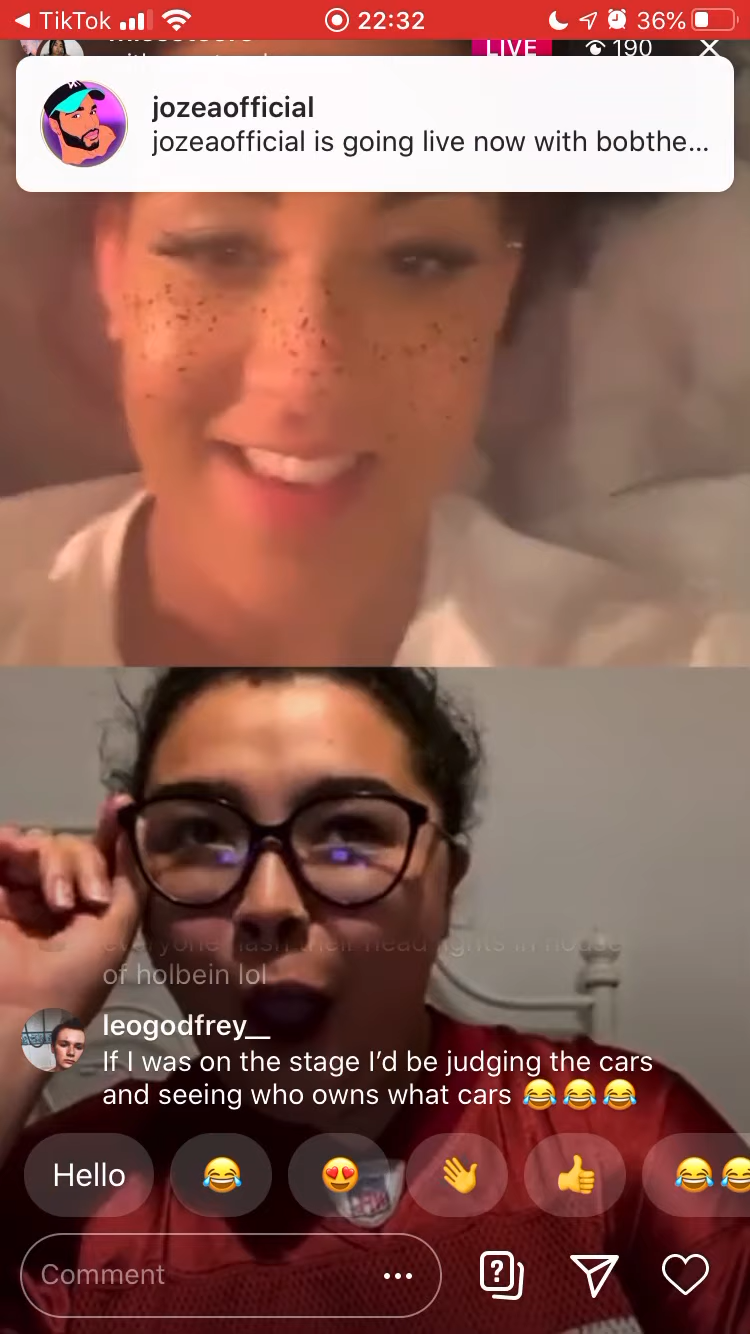 TikTok
22:32
36%
LIVE
190
jozeaofficial
jozeaofficial is going live now with bobthe...
of holbein lol
leogodfrey__
If I was on the stage I’d be judging the cars
and seeing who owns what cars 😂😂😂
Hello
Comment
NFL